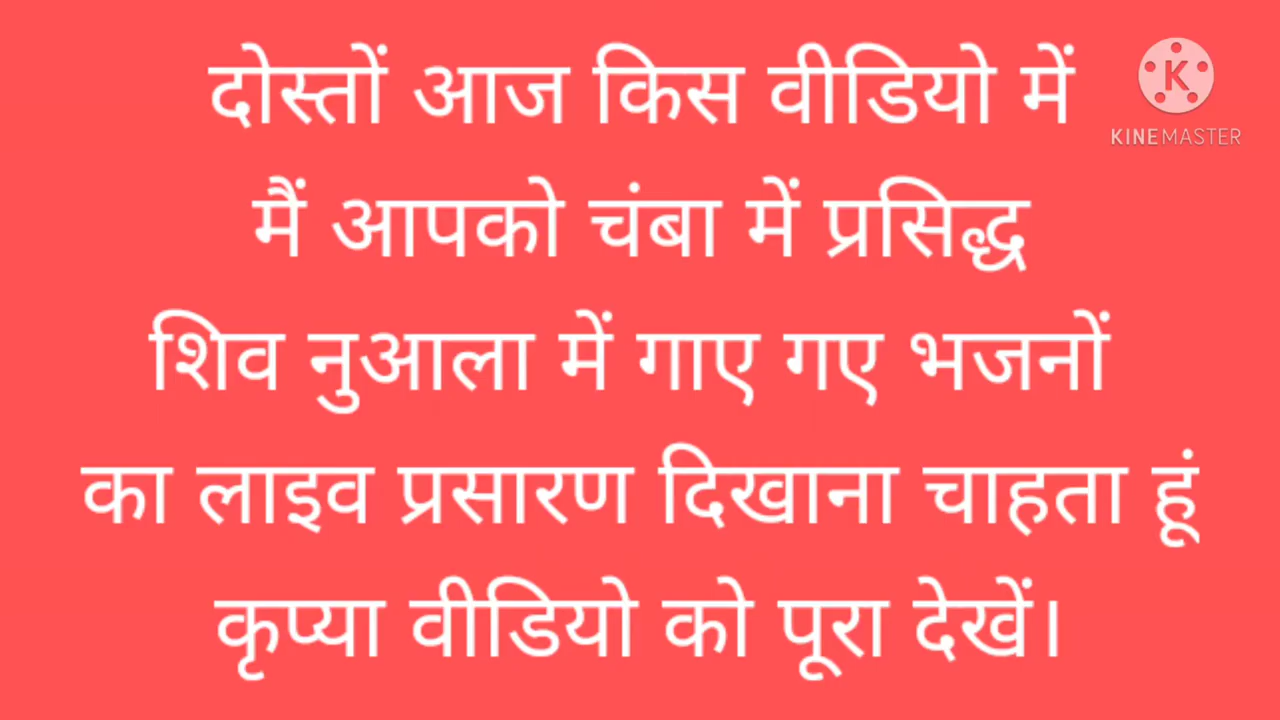 दोस्तों आज किस वीडियो में
KINEMASTER
मैं आपको चंबा में प्रसिद्ध
शिव नुआला में गाए गए भजनों
का लाइव प्रसारण दिखाना चाहता हूं
कृप्या वीडियो को पूरा देखें।